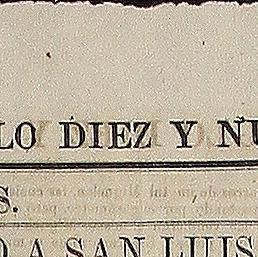 LO DIEZ Y NU
S.
O A SAN LUIS